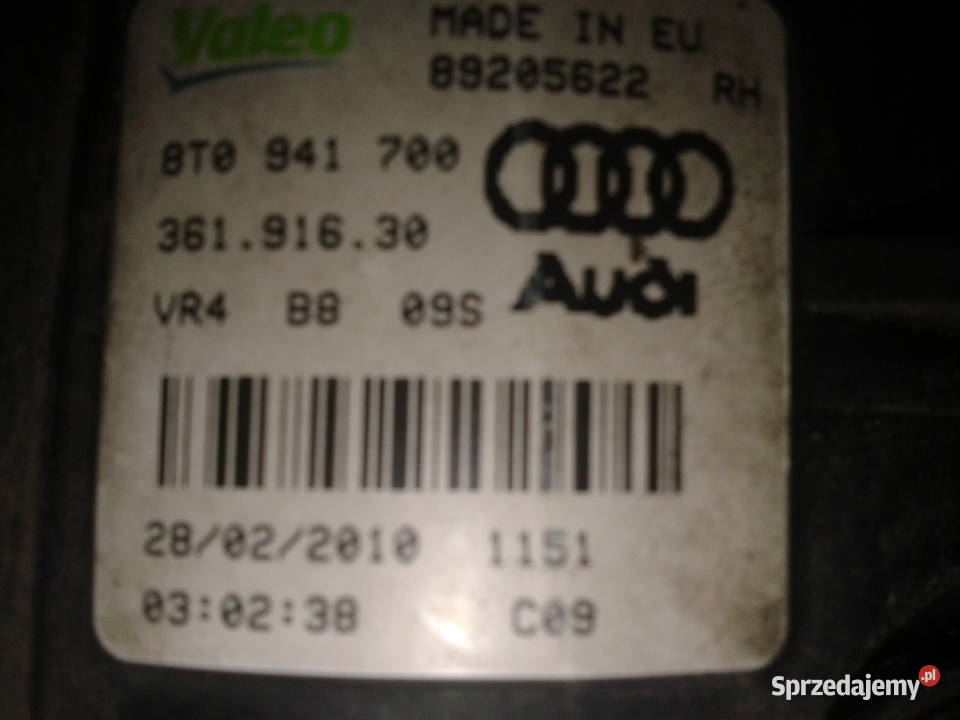 Valeo
MADE IN EU
89205622 RH
8T0 941 700
361.916.30
VR4 B8 09S
Audi
28/02/2010 1151
03:02:38 C09
Sprzedajemy.pl